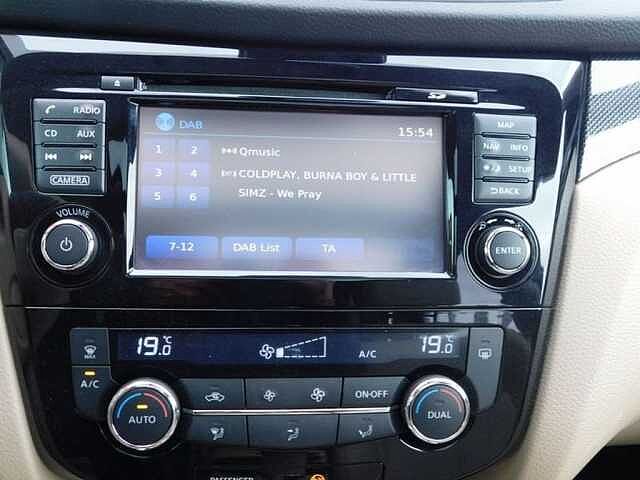 RADIO
CD AUX
CAMERA
VOLUME
DAB 15:54
1 2
3 4
5 6
Qmusic
COLDPLAY, BURNA BOY & LITTLE
SIMZ - We Pray
7-12 DAB List TA
MAP
NAV INFO
SETUP
BACK
ENTER
MAX
19.0 °C
A/C
19.0 °C
A/C
AUTO
ON·OFF
DUAL
PASSENGER